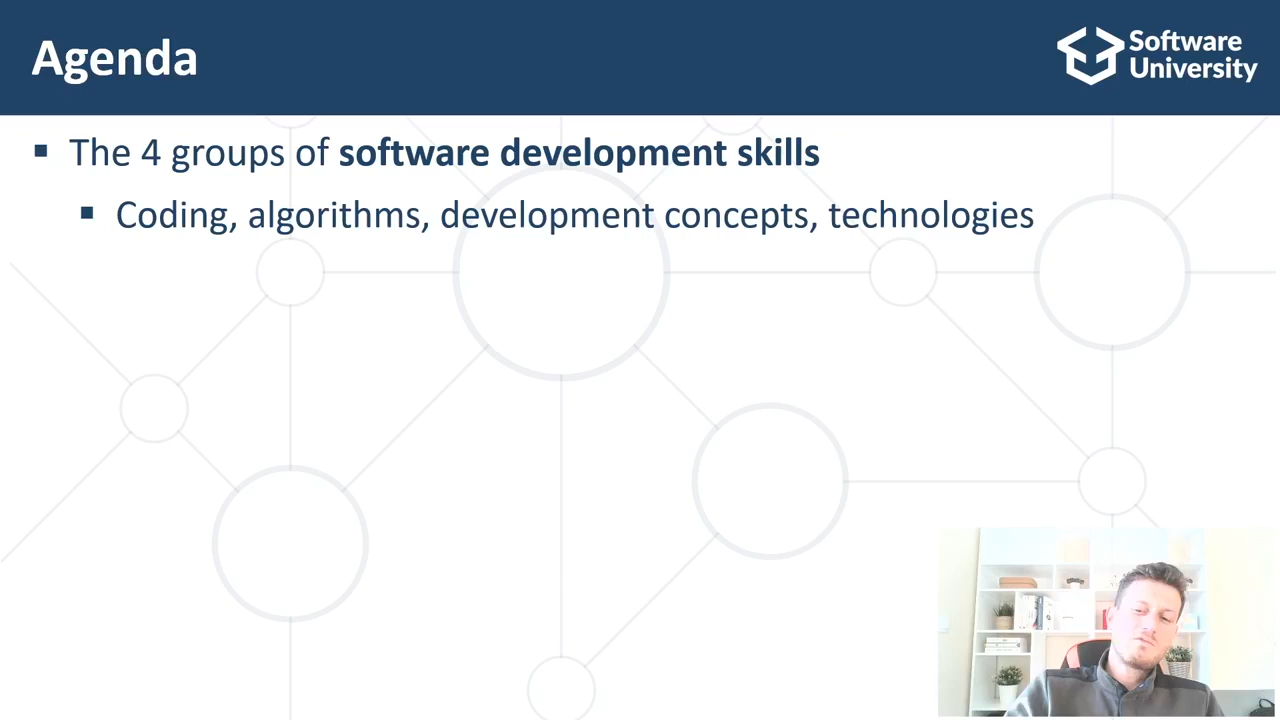 Agenda
Software
University
The 4 groups of software development skills
Coding, algorithms, development concepts, technologies